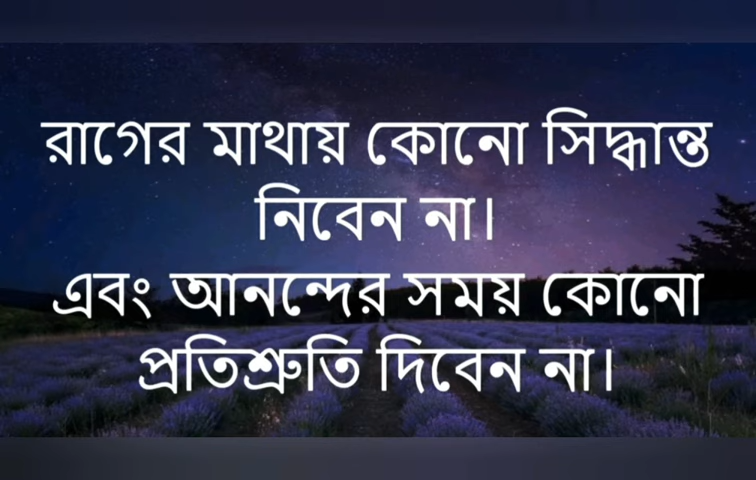 রাগের মাথায় কোনো সিদ্ধান্ত
নিবেন না।
এবং আনন্দের সময় কোনো
প্রতিশ্রুতি দিবেন না।